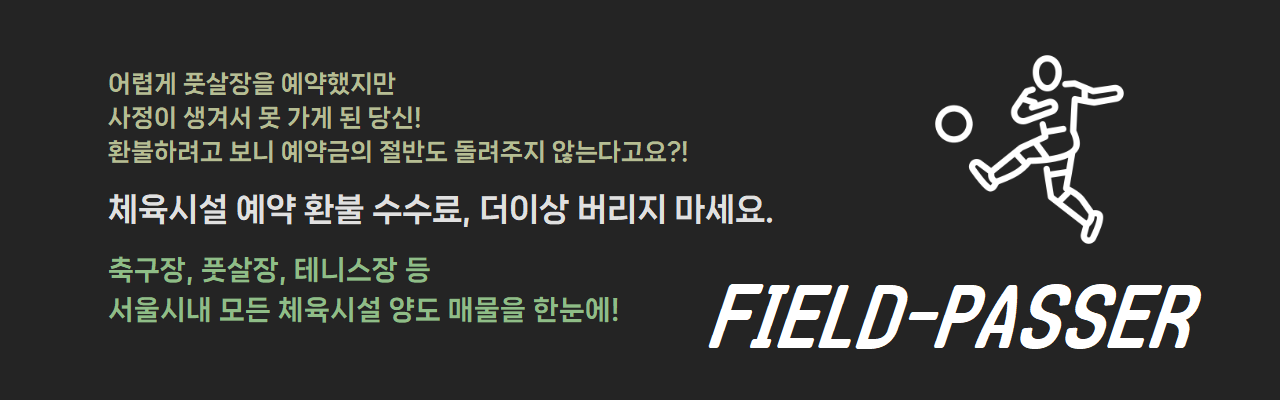 어렵게 풋살장을 예약했지만
사정이 생겨서 못 가게 된 당신!
환불하려고 보니 예약금의 절반도 돌려주지 않는다고요?!
체육시설 예약 환불 수수료, 더이상 버리지 마세요.
축구장, 풋살장, 테니스장 등
서울시내 모든 체육시설 양도 매물을 한눈에!
FIELD-PASSER